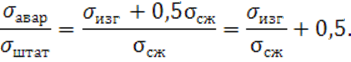 σавар/σштат = (σизг + 0,5σсж)/σсж = σизг/σсж + 0,5.